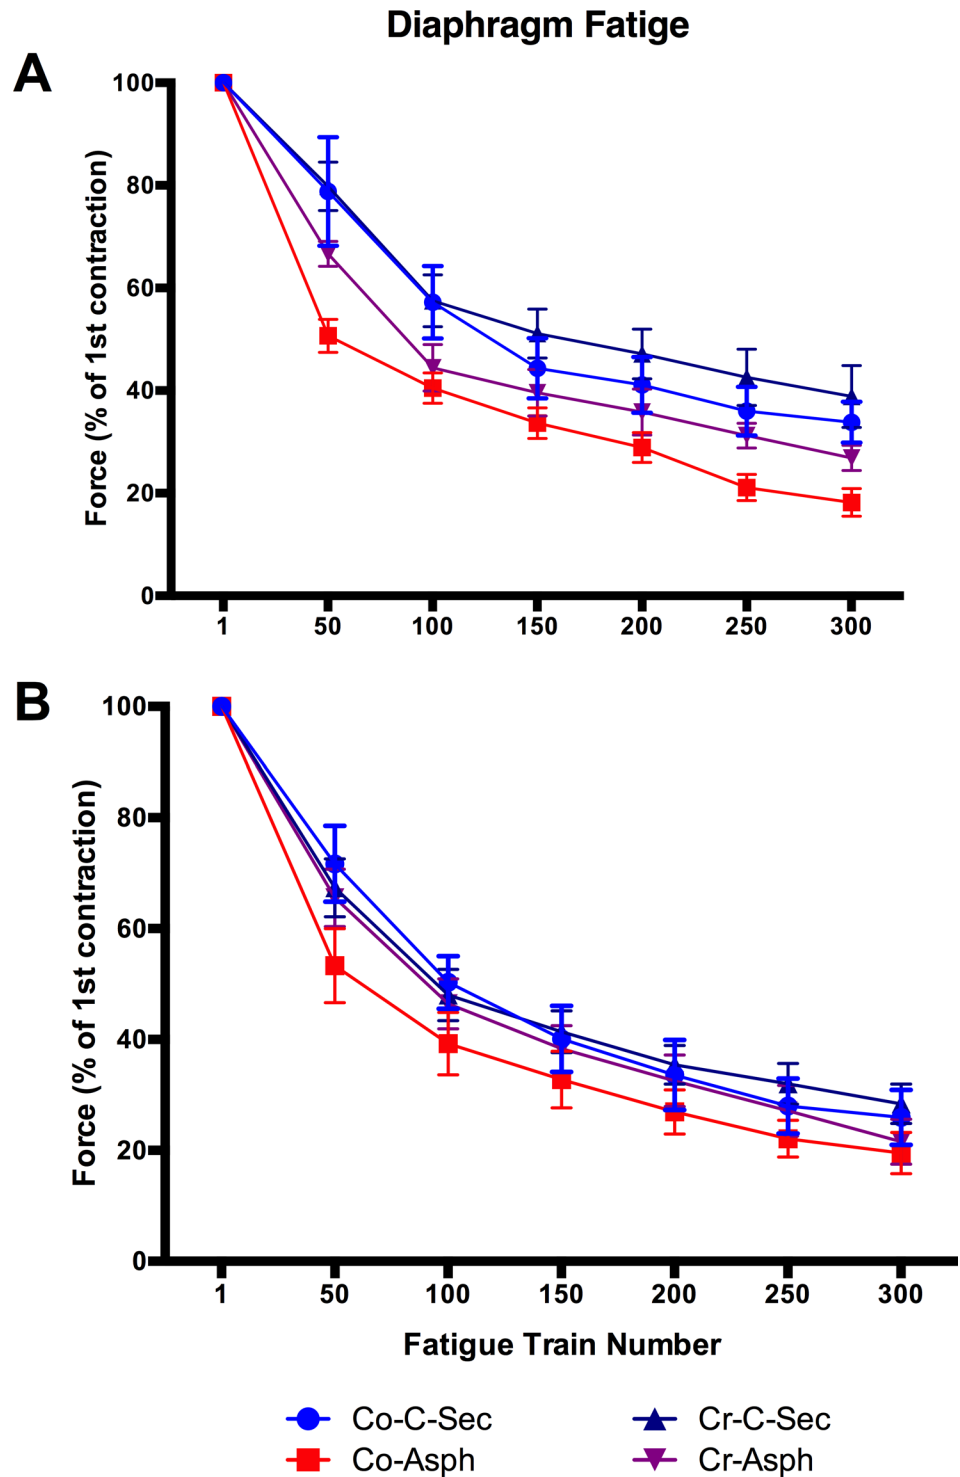 Diaphragm Fatige
A
Force (% of 1st contraction)
100
80
60
40
20
0
1 50 100 150 200 250 300
B
Force (% of 1st contraction)
100
80
60
40
20
0
1 50 100 150 200 250 300
Fatigue Train Number
Co-C-Sec Cr-C-Sec
Co-Asph Cr-Asph